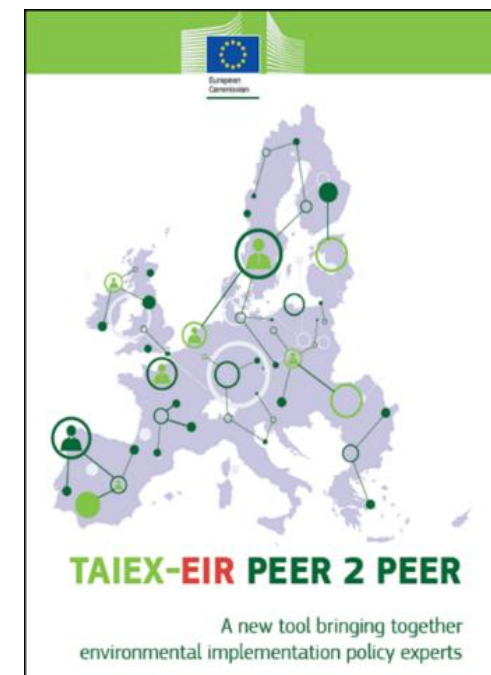 European
Commission
TAIEX-EIR PEER 2 PEER
A new tool bringing together
environmental implementation policy experts